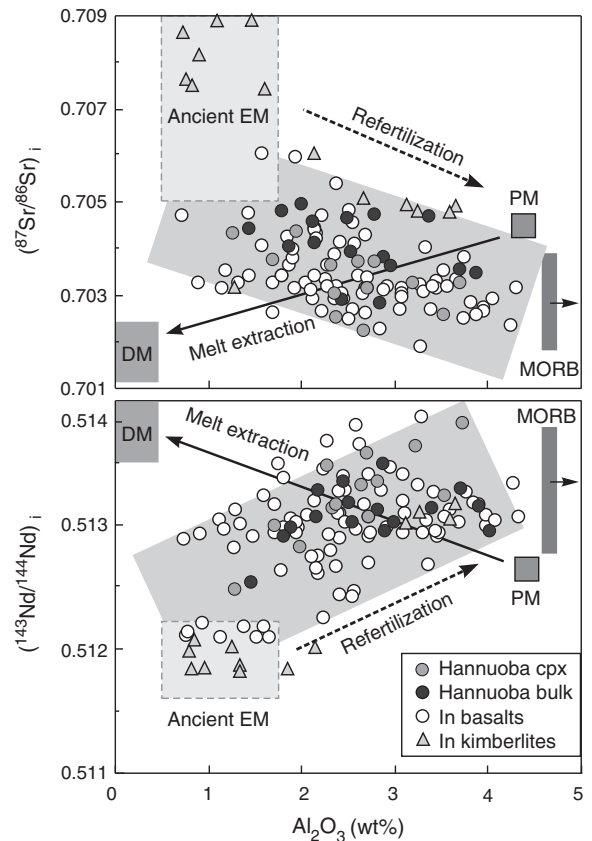 0.709
0.707
0.705
0.703
0.701
(⁸⁷Sr/⁸⁶Sr) i
Ancient EM
Refertilization
PM
Melt extraction
DM
MORB
0.514
0.513
0.512
0.511
(¹⁴³Nd/¹⁴⁴Nd) i
DM
Melt extraction
MORB
PM
Refertilization
Ancient EM
Hannuoba cpx
Hannuoba bulk
In basalts
In kimberlites
0 1 2 3 4 5
Al₂O₃ (wt%)